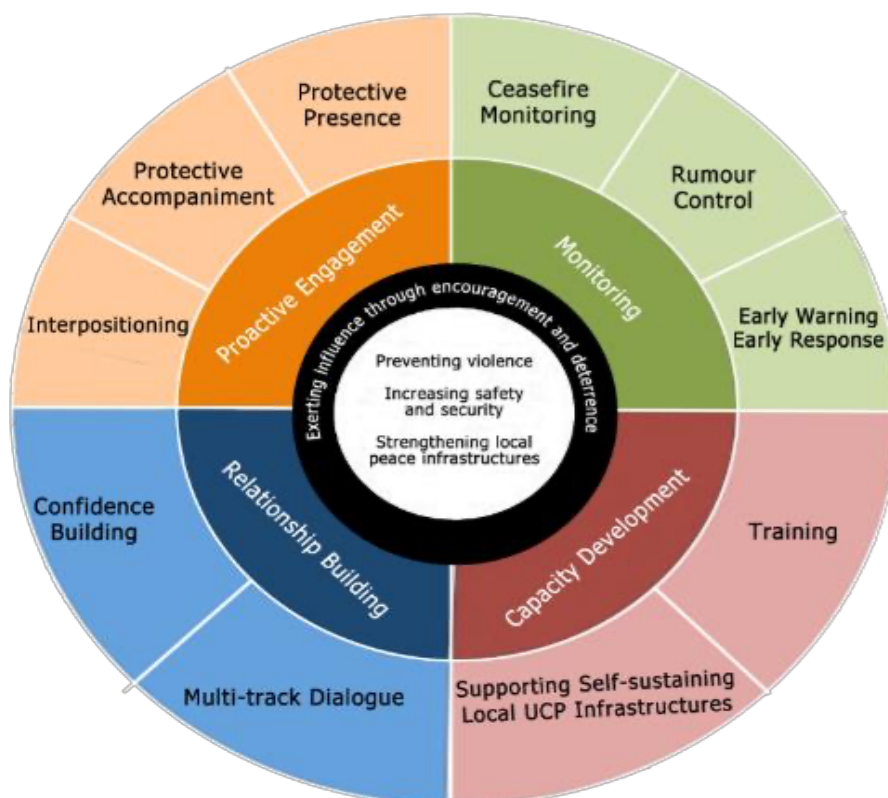 Protective
Presence
Protective
Accompaniment
Interpositioning
Proactive Engagement
Ceasefire
Monitoring
Rumour
Control
Early Warning
Early Response
Monitoring
Exerting influence through encouragement and deterrence
Preventing violence
Increasing safety
and security
Strengthening local
peace infrastructures
Relationship Building
Confidence
Building
Multi-track Dialogue
Capacity Development
Training
Supporting Self-sustaining
Local UCP Infrastructures